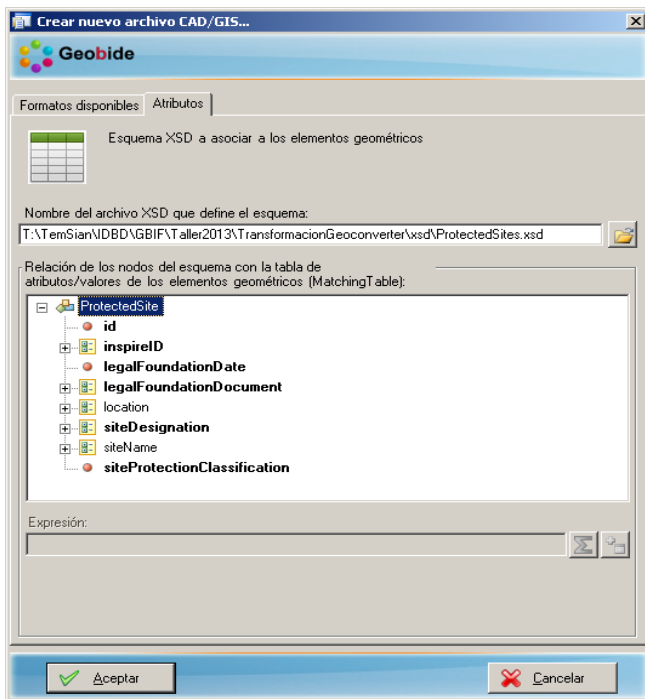 Crear nuevo archivo CAD/GIS...
Geobide
Formatos disponibles
Atributos
Esquema XSD a asociar a los elementos geométricos
Nombre del archivo XSD que define el esquema:
T:\TemSian\IDBD\GBIF\Taller2013\TransformacionGeoconverter\xsd\ProtectedSites.xsd
Relación de los nodos del esquema con la tabla de
atributos/valores de los elementos geométricos (MatchingTable):
ProtectedSite
id
inspireID
legalFoundationDate
legalFoundationDocument
location
siteDesignation
siteName
siteProtectionClassification
Expresión:
Aceptar
Cancelar